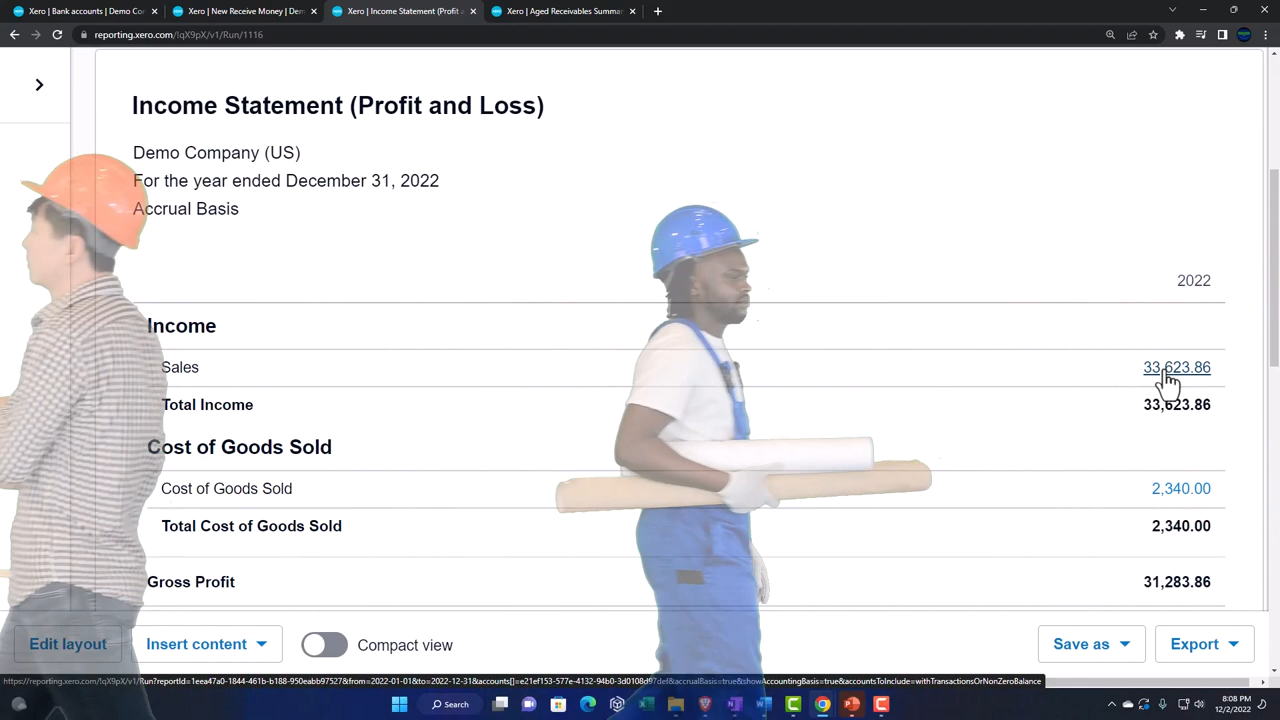 Xero | Bank accounts | Demo Cor
Xero | New Receive Money | Dem
Xero | Income Statement (Profit a
Xero | Aged Receivables Summar
reporting.xero.com/!qX9pX/v1/Run/1116
Income Statement (Profit and Loss)
Demo Company (US)
For the year ended December 31, 2022
Accrual Basis
2022
Income
Sales 33,623.86
Total Income 33,623.86
Cost of Goods Sold
Cost of Goods Sold 2,340.00
Total Cost of Goods Sold 2,340.00
Gross Profit 31,283.86
Edit layout
Insert content
Compact view
Save as
Export
Search
8:08 PM
12/2/2022